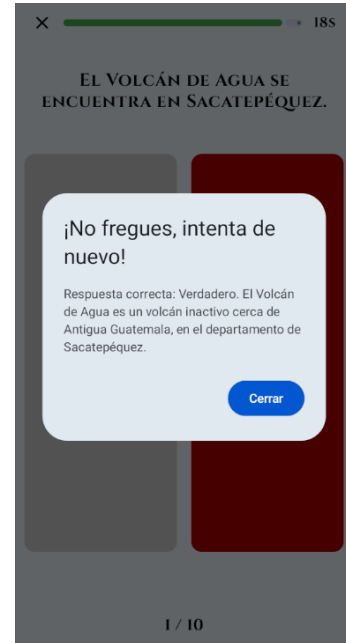 18s
El Volcán de Agua se
encuentra en Sacatepéquez.
¡No fregues, intenta de
nuevo!
Respuesta correcta: Verdadero. El Volcán
de Agua es un volcán inactivo cerca de
Antigua Guatemala, en el departamento de
Sacatepéquez.
Cerrar
1 / 10